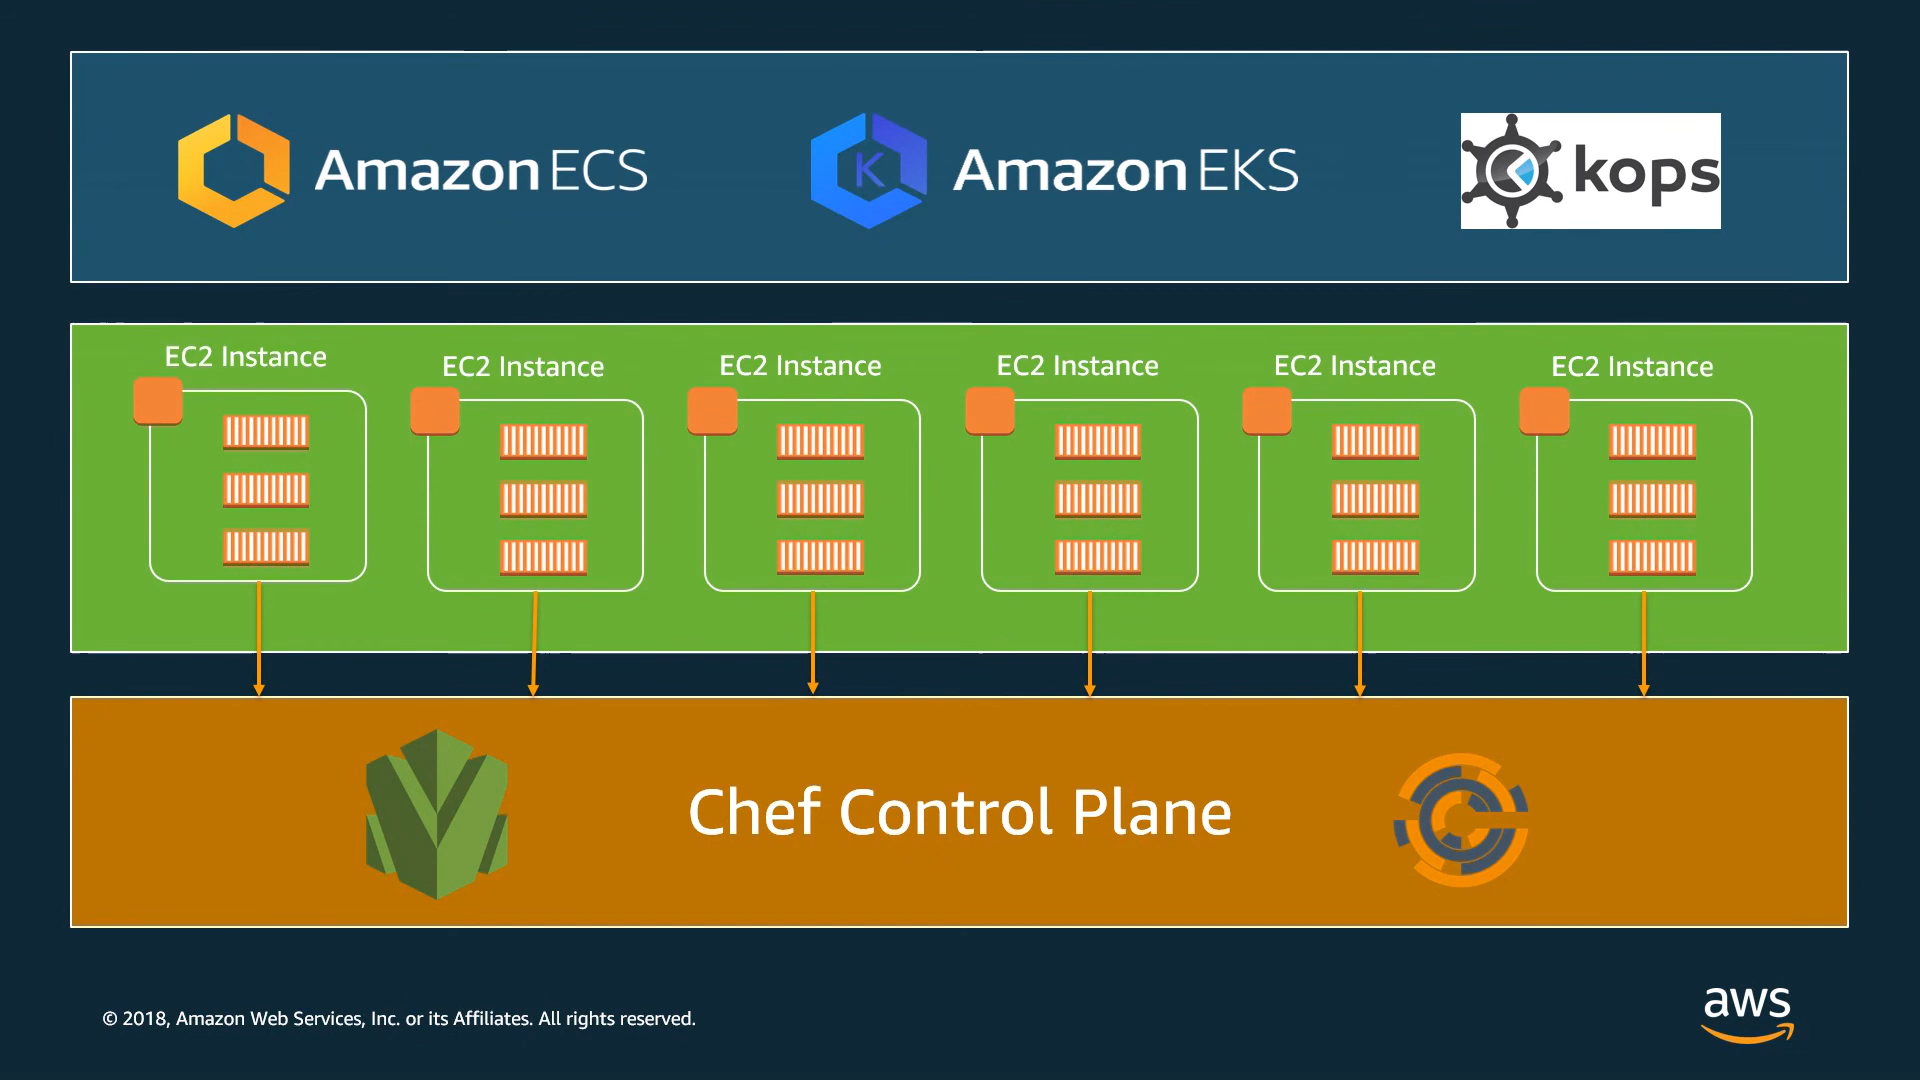 Amazon ECS
K
Amazon EKS
kops
EC2 Instance
EC2 Instance
EC2 Instance
EC2 Instance
EC2 Instance
EC2 Instance
Chef Control Plane
© 2018, Amazon Web Services, Inc. or its Affiliates. All rights reserved.
aws